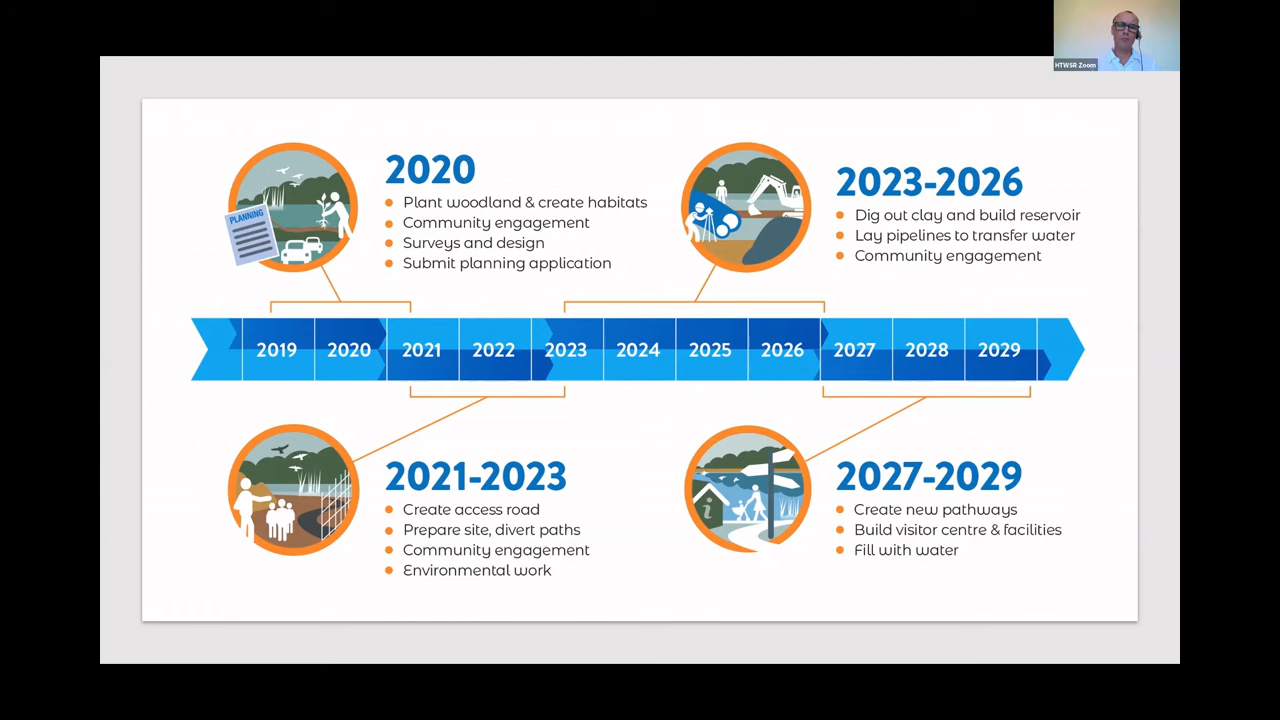 HTWSR Zoom
2020
Plant woodland & create habitats
Community engagement
Surveys and design
Submit planning application
PLANNING
2023-2026
Dig out clay and build reservoir
Lay pipelines to transfer water
Community engagement
2019 2020 2021 2022 2023 2024 2025 2026 2027 2028 2029
2021-2023
Create access road
Prepare site, divert paths
Community engagement
Environmental work
i
2027-2029
Create new pathways
Build visitor centre & facilities
Fill with water